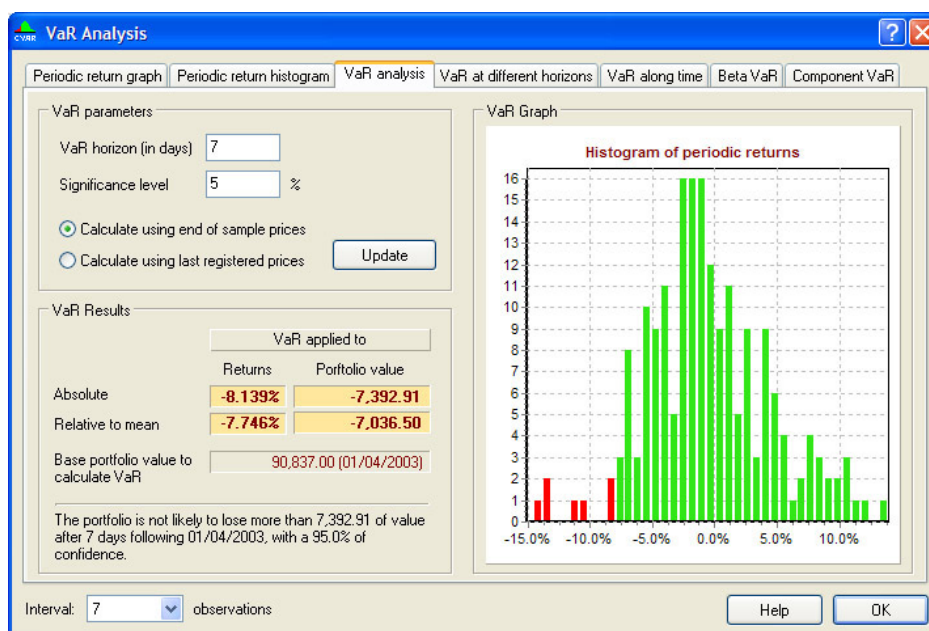 CVAR
VaR Analysis
Periodic return graph
Periodic return histogram
VaR analysis
VaR at different horizons
VaR along time
Beta VaR
Component VaR
VaR parameters
VaR horizon (in days) 7
Significance level 5 %
Calculate using end of sample prices
Calculate using last registered prices
Update
VaR Results
VaR applied to
Returns Porftolio value
Absolute -8.139% -7,392.91
Relative to mean -7.746% -7,036.50
Base portfolio value to
calculate VaR
90,837.00 (01/04/2003)
The portfolio is not likely to lose more than 7,392.91 of value
after 7 days following 01/04/2003, with a 95.0% of
confidence.
VaR Graph
Histogram of periodic returns
16
15
14
13
12
11
10
9
8
7
6
5
4
3
2
1
0
-15.0% -10.0% -5.0% 0.0% 5.0% 10.0%
Interval: 7 observations
Help
OK